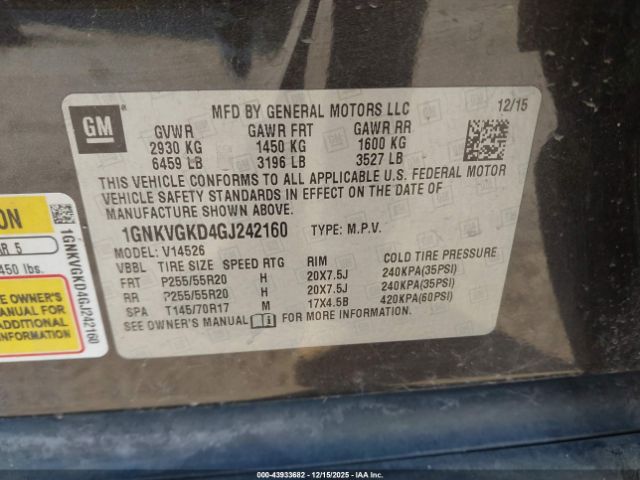 GM
MFD BY GENERAL MOTORS LLC 12/15
GVWR GAWR FRT GAWR RR
2930 KG 1450 KG 1600 KG
6459 LB 3196 LB 3527 LB
THIS VEHICLE CONFORMS TO ALL APPLICABLE U.S. FEDERAL MOTOR
VEHICLE SAFETY STANDARDS IN EFFECT ON THE DATE OF
MANUFACTURE SHOWN ABOVE.
1GNKVGKD4GJ242160 TYPE: M.P.V.
MODEL: V14526
VBBL TIRE SIZE SPEED RTG RIM COLD TIRE PRESSURE
FRT P255/55R20 H 20X7.5J 240KPA(35PSI)
RR P255/55R20 H 20X7.5J 240KPA(35PSI)
SPA T145/70R17 M 17X4.5B 420KPA(60PSI)
SEE OWNER'S MANUAL FOR MORE INFORMATION.
ON
AR 5
450 lbs.
E OWNER'S
MANUAL FOR
ADDITIONAL
FORMATION
1GNKVGKD4GJ242160
© 2000 - 43933682 - 12/15/2025 - IAA Inc.